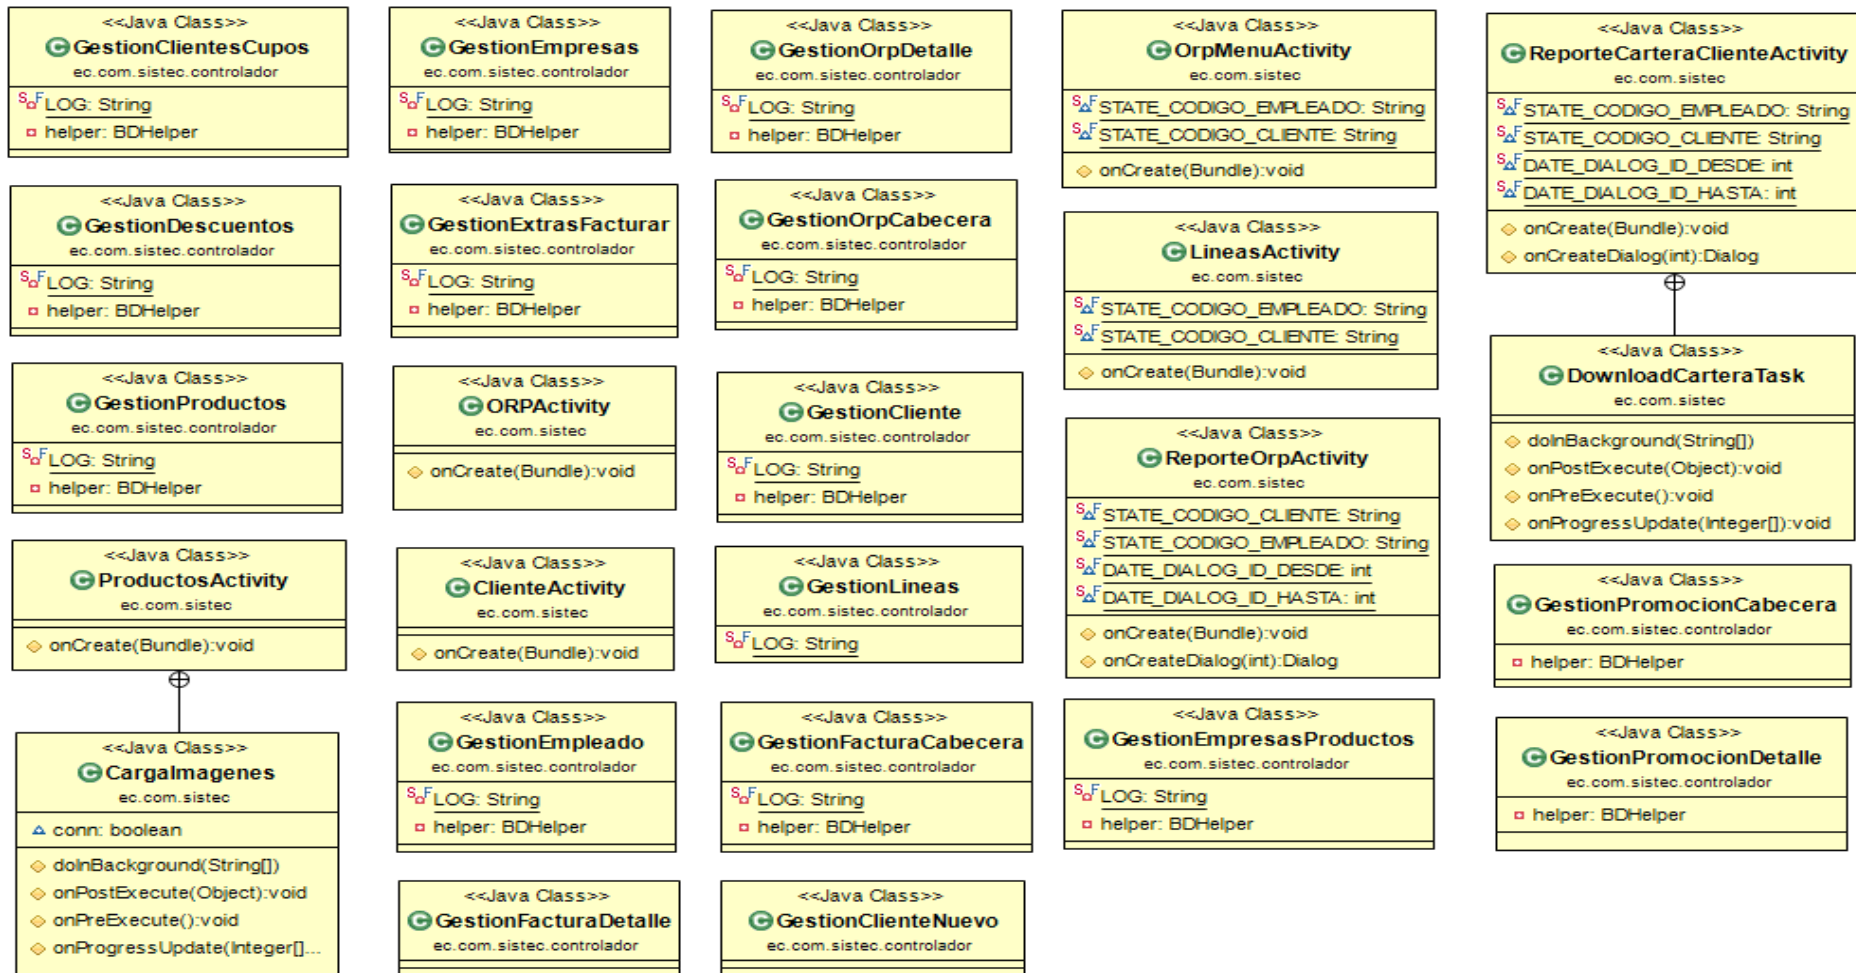 <<Java Class>>
GestionClientesCupos
ec.com.sistec.controlador
LOG: String
helper: BDHelper
<<Java Class>>
GestionDescuentos
ec.com.sistec.controlador
LOG: String
helper: BDHelper
<<Java Class>>
GestionProductos
ec.com.sistec.controlador
LOG: String
helper: BDHelper
<<Java Class>>
ProductosActivity
ec.com.sistec
onCreate(Bundle):void
<<Java Class>>
CargaImagenes
ec.com.sistec
conn: boolean
doInBackground(String[])
onPostExecute(Object):void
onPreExecute():void
onProgressUpdate(Integer[]...
<<Java Class>>
GestionEmpresas
ec.com.sistec.controlador
LOG: String
helper: BDHelper
<<Java Class>>
GestionExtrasFacturar
ec.com.sistec.controlador
LOG: String
helper: BDHelper
<<Java Class>>
ORPActivity
ec.com.sistec
onCreate(Bundle):void
<<Java Class>>
ClienteActivity
ec.com.sistec
onCreate(Bundle):void
<<Java Class>>
GestionEmpleado
ec.com.sistec.controlador
LOG: String
helper: BDHelper
<<Java Class>>
GestionFacturaDetalle
ec.com.sistec.controlador
<<Java Class>>
GestionOrpDetalle
ec.com.sistec.controlador
LOG: String
helper: BDHelper
<<Java Class>>
GestionOrpCabecera
ec.com.sistec.controlador
LOG: String
helper: BDHelper
<<Java Class>>
GestionCliente
ec.com.sistec.controlador
LOG: String
helper: BDHelper
<<Java Class>>
GestionLineas
ec.com.sistec.controlador
LOG: String
<<Java Class>>
GestionFacturaCabecera
ec.com.sistec.controlador
LOG: String
helper: BDHelper
<<Java Class>>
GestionClienteNuevo
ec.com.sistec.controlador
<<Java Class>>
OrpMenuActivity
ec.com.sistec
STATE_CODIGO_EMPLEADO: String
STATE_CODIGO_CLIENTE: String
onCreate(Bundle):void
<<Java Class>>
LineasActivity
ec.com.sistec
STATE_CODIGO_EMPLEADO: String
STATE_CODIGO_CLIENTE: String
onCreate(Bundle):void
<<Java Class>>
ReporteOrpActivity
ec.com.sistec
STATE_CODIGO_CLIENTE: String
STATE_CODIGO_EMPLEADO: String
DATE_DIALOG_ID_DESDE: int
DATE_DIALOG_ID_HASTA: int
onCreate(Bundle):void
onCreateDialog(int):Dialog
<<Java Class>>
GestionEmpresasProductos
ec.com.sistec.controlador
LOG: String
helper: BDHelper
<<Java Class>>
ReporteCarteraClienteActivity
ec.com.sistec
STATE_CODIGO_EMPLEADO: String
STATE_CODIGO_CLIENTE: String
DATE_DIALOG_ID_DESDE: int
DATE_DIALOG_ID_HASTA: int
onCreate(Bundle):void
onCreateDialog(int):Dialog
<<Java Class>>
DownloadCarteraTask
ec.com.sistec
doInBackground(String[])
onPostExecute(Object):void
onPreExecute():void
onProgressUpdate(Integer[]):void
<<Java Class>>
GestionPromocionCabecera
ec.com.sistec.controlador
helper: BDHelper
<<Java Class>>
GestionPromocionDetalle
ec.com.sistec.controlador
helper: BDHelper